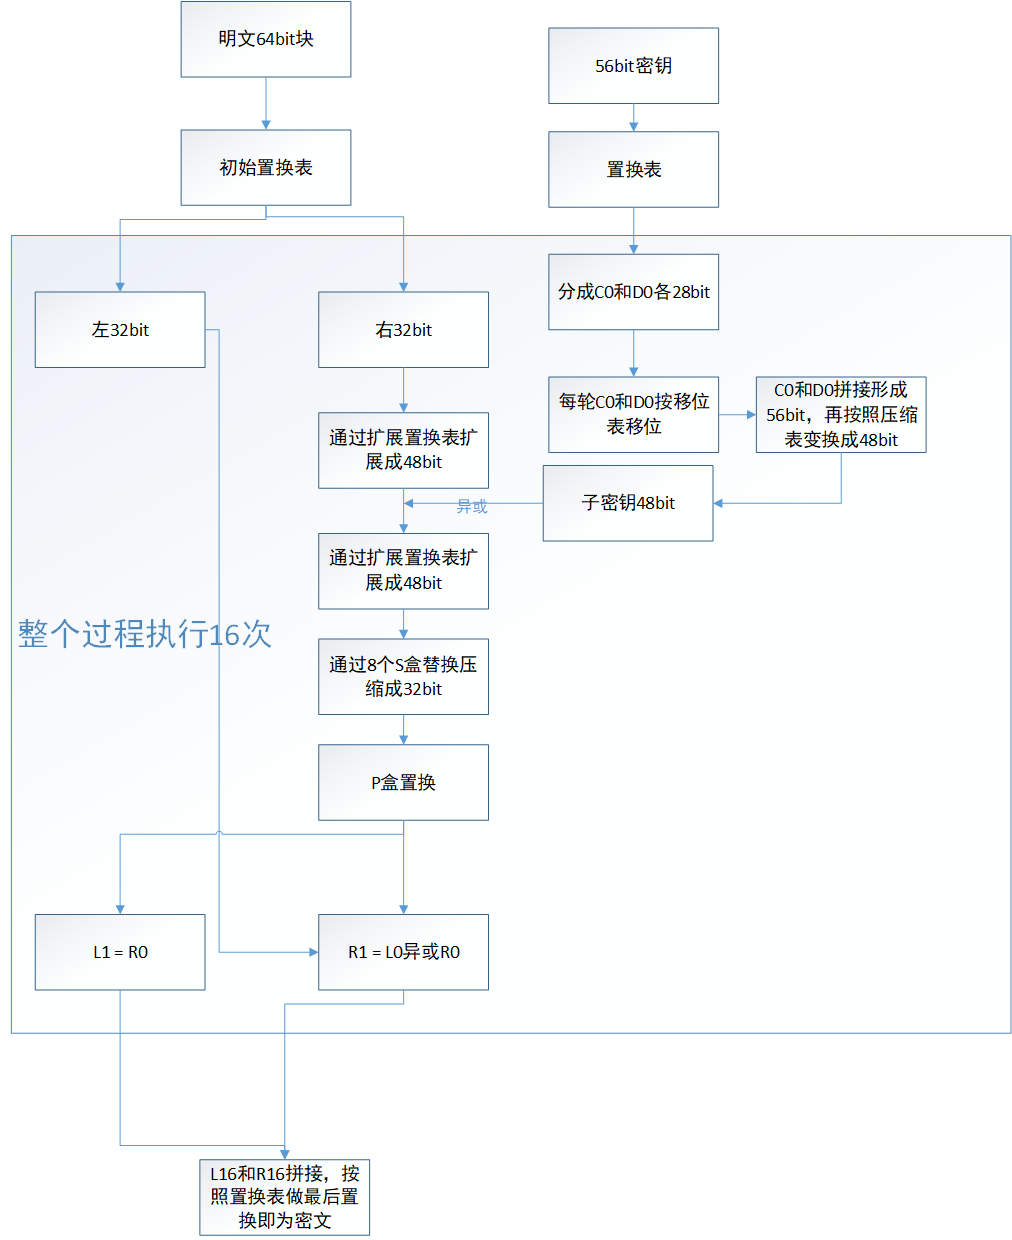 明文64bit块
56bit密钥
初始置换表
置换表
分成C0和D0各28bit
左32bit
右32bit
每轮C0和D0按移位
表移位
C0和D0拼接形成
56bit，再按照压缩
表变换成48bit
通过扩展置换表扩
展成48bit
异或
子密钥48bit
通过扩展置换表扩
展成48bit
整个过程执行16次
通过8个S盒替换压
缩成32bit
P盒置换
L1 = R0
R1 = L0异或R0
L16和R16拼接，按
照置换表做最后置
换即为密文